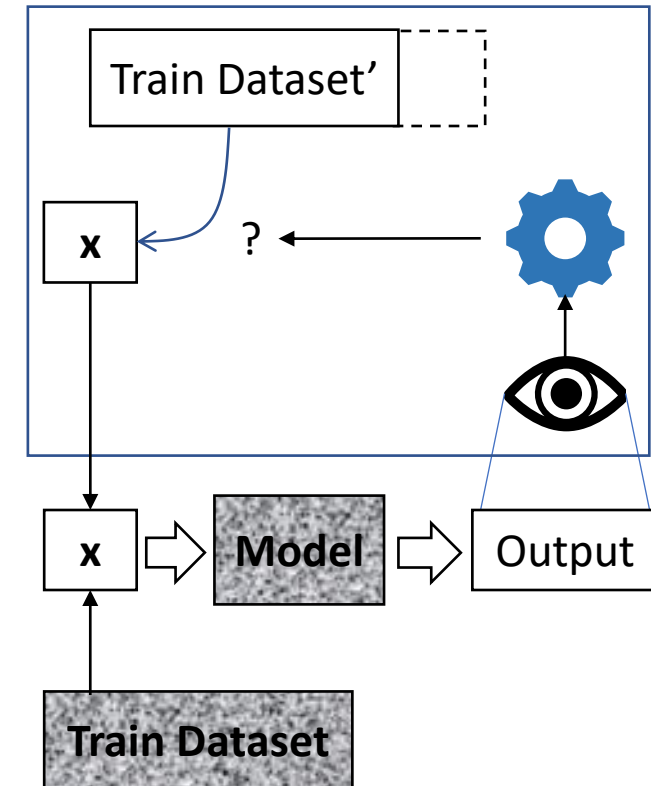 Train Dataset’
x
?
x
Model
Output
Train Dataset